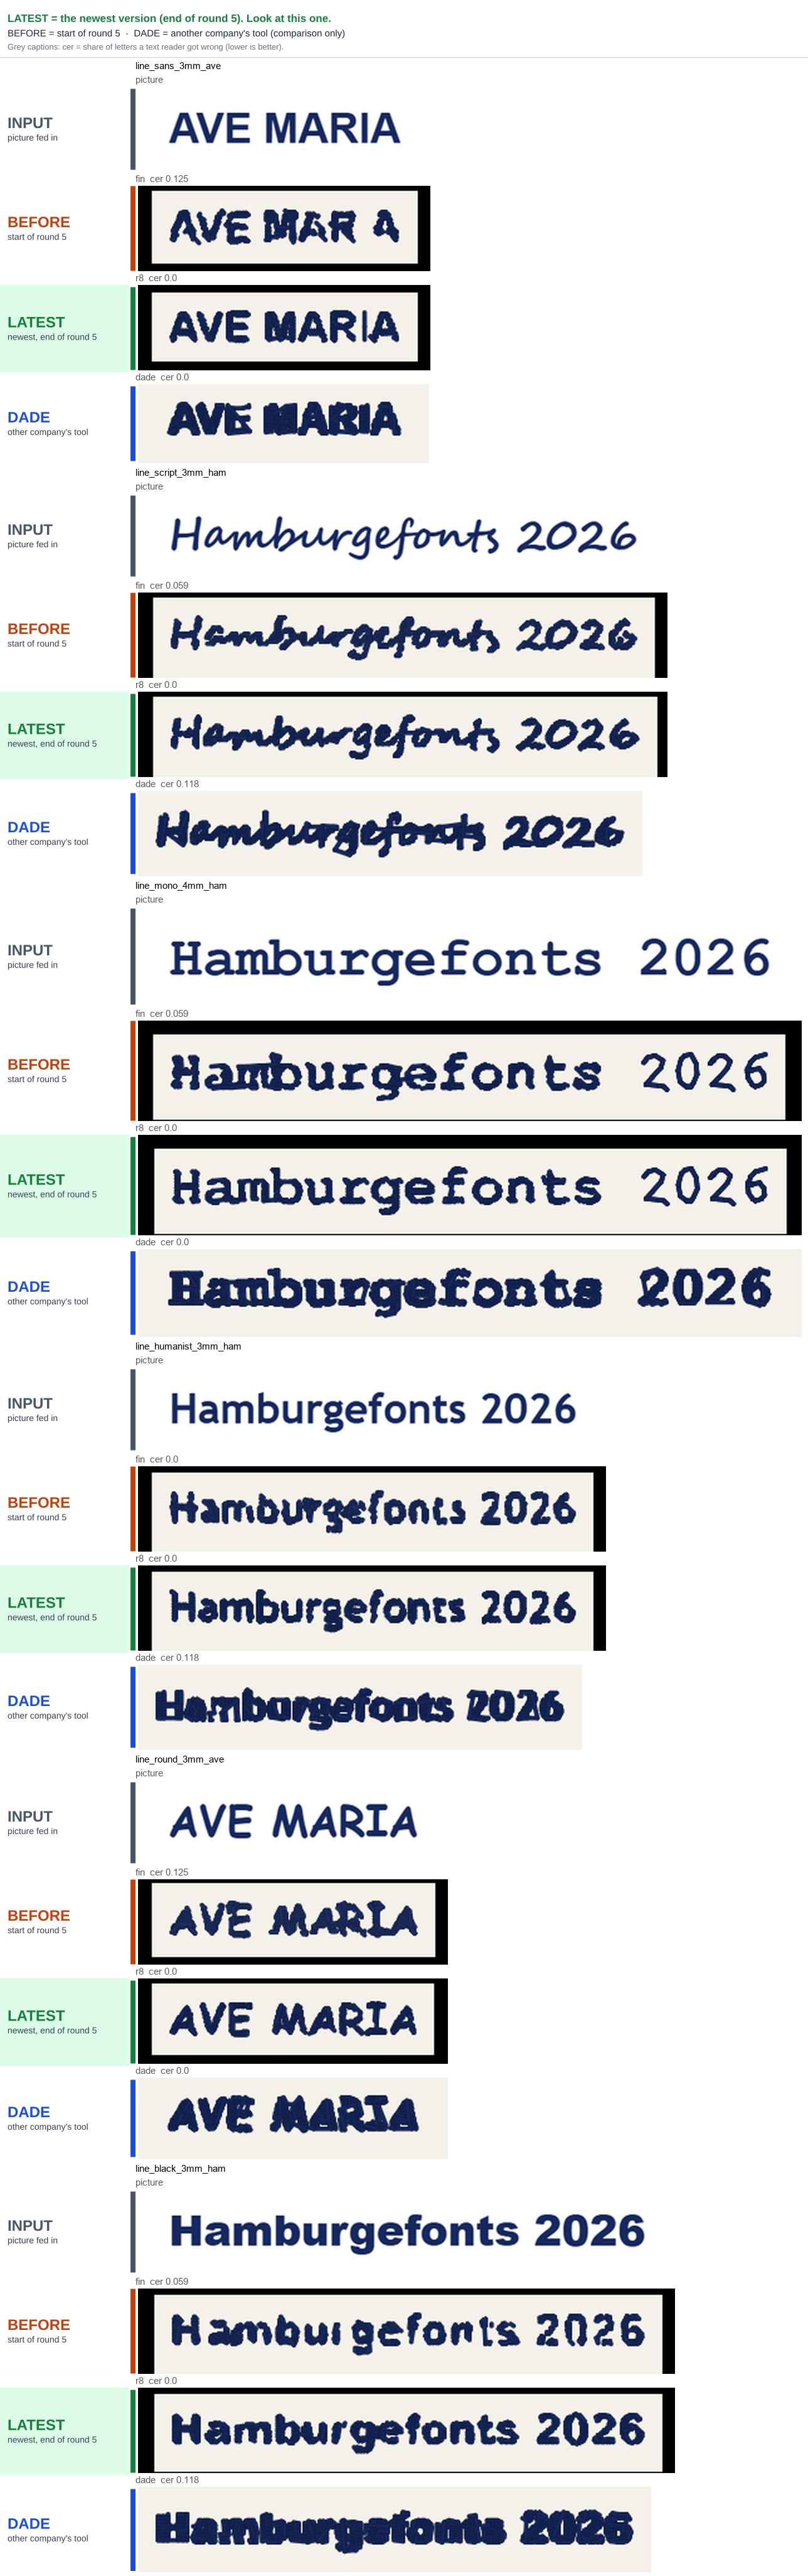 LATEST = the newest version (end of round 5). Look at this one.
BEFORE = start of round 5 · DADE = another company's tool (comparison only)
Grey captions: cer = share of letters a text reader got wrong (lower is better).
line_sans_3mm_ave
picture
INPUT
picture fed in
AVE MARIA
fin cer 0.125
BEFORE
start of round 5
AVE MAR A
r8 cer 0.0
LATEST
newest, end of round 5
AVE MARIA
dade cer 0.0
DADE
other company's tool
AVE MARIA
line_script_3mm_ham
picture
INPUT
picture fed in
Hamburgefonts 2026
fin cer 0.059
BEFORE
start of round 5
Hamburgefonts 2026
r8 cer 0.0
LATEST
newest, end of round 5
Hamburgefonts 2026
dade cer 0.118
DADE
other company's tool
Hamburgefonts 2026
line_mono_4mm_ham
picture
INPUT
picture fed in
Hamburgefonts 2026
fin cer 0.059
BEFORE
start of round 5
Hamburgefonts 2026
r8 cer 0.0
LATEST
newest, end of round 5
Hamburgefonts 2026
dade cer 0.0
DADE
other company's tool
Hamburgefonts 2026
line_humanist_3mm_ham
picture
INPUT
picture fed in
Hamburgefonts 2026
fin cer 0.0
BEFORE
start of round 5
Hamburgefonts 2026
r8 cer 0.0
LATEST
newest, end of round 5
Hamburgefonts 2026
dade cer 0.118
DADE
other company's tool
Hamburgefonts 2026
line_round_3mm_ave
picture
INPUT
picture fed in
AVE MARIA
fin cer 0.125
BEFORE
start of round 5
AVE MARIA
r8 cer 0.0
LATEST
newest, end of round 5
AVE MARIA
dade cer 0.0
DADE
other company's tool
AVE MARIA
line_black_3mm_ham
picture
INPUT
picture fed in
Hamburgefonts 2026
fin cer 0.059
BEFORE
start of round 5
Hamburgefonts 2026
r8 cer 0.0
LATEST
newest, end of round 5
Hamburgefonts 2026
dade cer 0.118
DADE
other company's tool
Hamburgefonts 2026